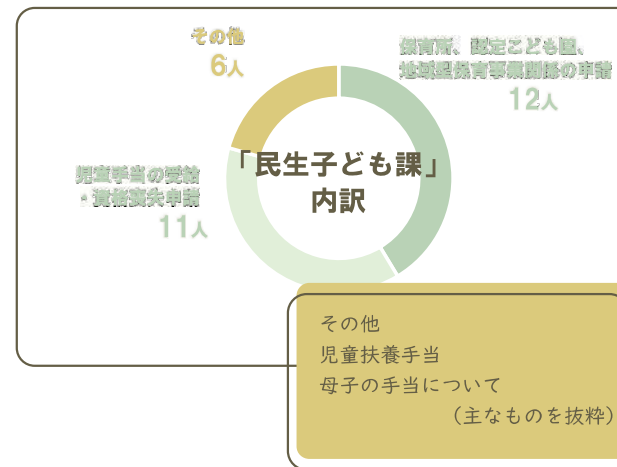 その他
6人
保育所、認定こども園、
地域型保育事業関係の申請
12人
「民生子ども課」
内訳
児童手当の受給
・資格喪失申請
11人
その他
児童扶養手当
母子の手当について
(主なものを抜粋)